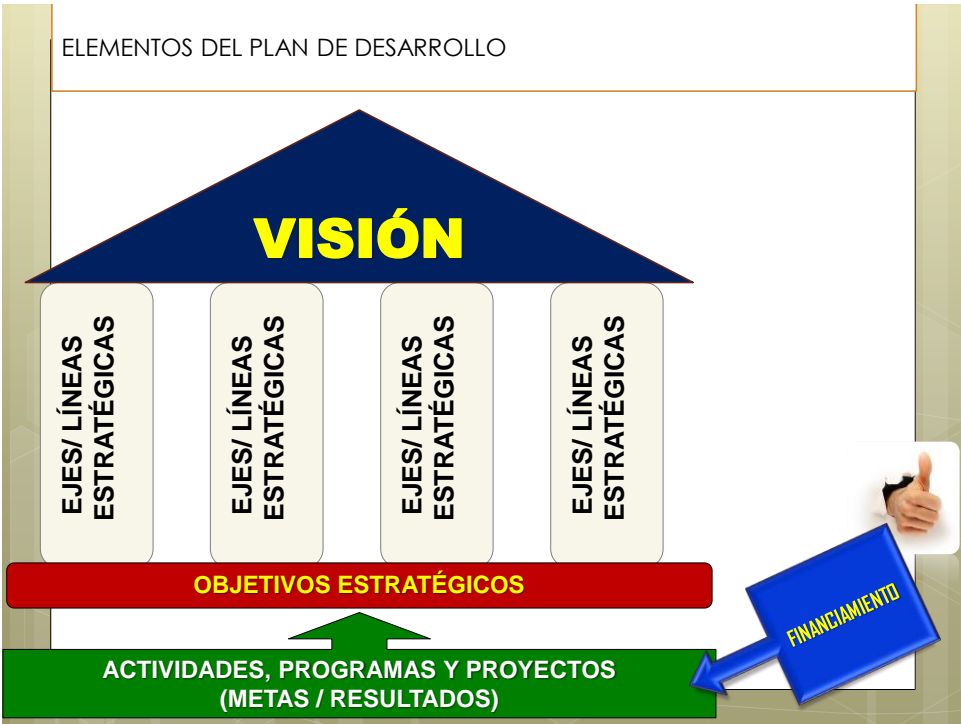 ELEMENTOS DEL PLAN DE DESARROLLO
VISIÓN
EJES/ LÍNEAS
ESTRATÉGICAS
EJES/ LÍNEAS
ESTRATÉGICAS
EJES/ LÍNEAS
ESTRATÉGICAS
EJES/ LÍNEAS
ESTRATÉGICAS
OBJETIVOS ESTRATÉGICOS
FINANCIAMIENTO
ACTIVIDADES, PROGRAMAS Y PROYECTOS
(METAS / RESULTADOS)